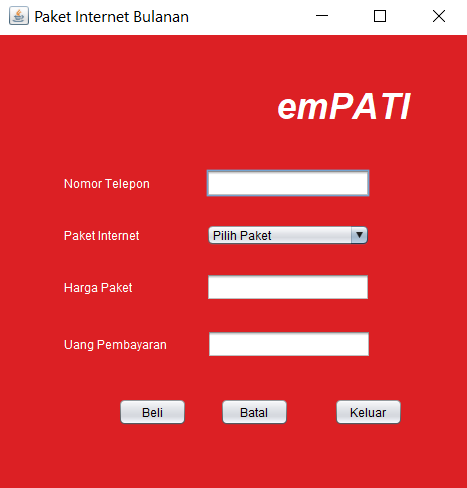 Paket Internet Bulanan
emPATI
Nomor Telepon
Paket Internet
Pilih Paket
Harga Paket
Uang Pembayaran
Beli
Batal
Keluar